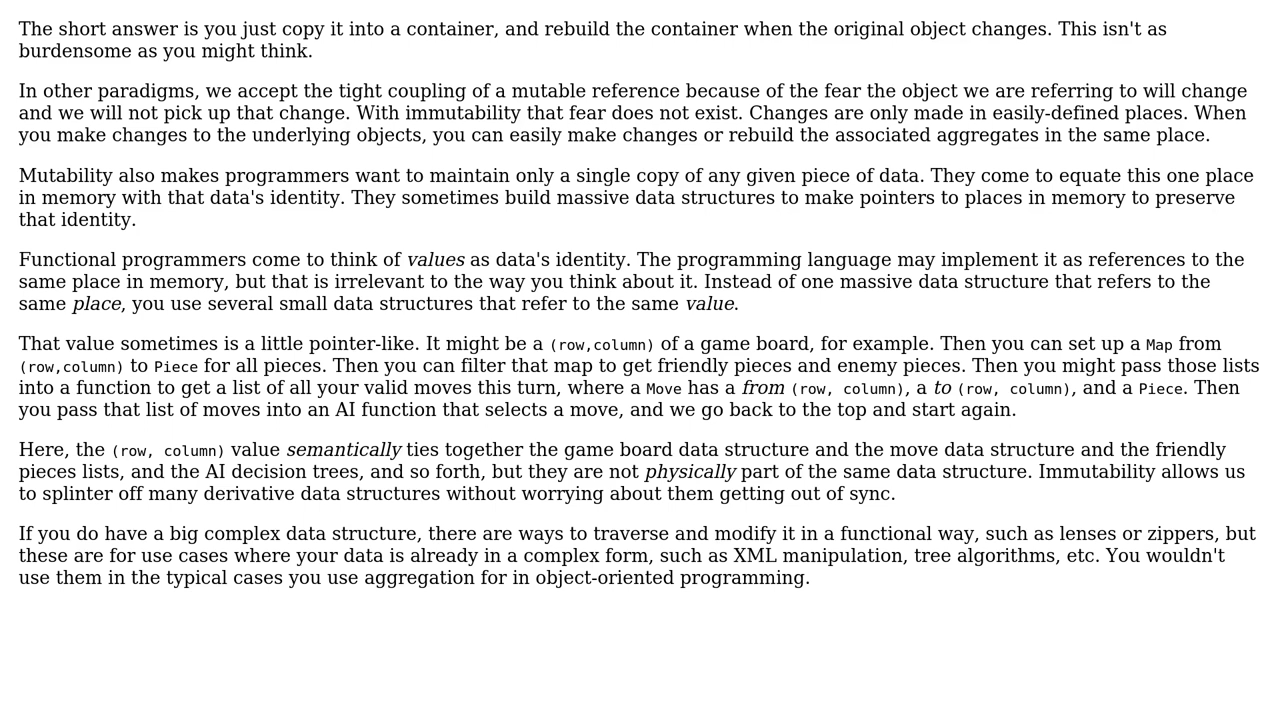 The short answer is you just copy it into a container, and rebuild the container when the original object changes. This isn't as
burdensome as you might think.
In other paradigms, we accept the tight coupling of a mutable reference because of the fear the object we are referring to will change
and we will not pick up that change. With immutability that fear does not exist. Changes are only made in easily-defined places. When
you make changes to the underlying objects, you can easily make changes or rebuild the associated aggregates in the same place.
Mutability also makes programmers want to maintain only a single copy of any given piece of data. They come to equate this one place
in memory with that data's identity. They sometimes build massive data structures to make pointers to places in memory to preserve
that identity.
Functional programmers come to think of values as data's identity. The programming language may implement it as references to the
same place in memory, but that is irrelevant to the way you think about it. Instead of one massive data structure that refers to the
same place, you use several small data structures that refer to the same value.
That value sometimes is a little pointer-like. It might be a (row,column) of a game board, for example. Then you can set up a Map from
(row,column) to Piece for all pieces. Then you can filter that map to get friendly pieces and enemy pieces. Then you might pass those lists
into a function to get a list of all your valid moves this turn, where a Move has a from (row, column), a to (row, column), and a Piece. Then
you pass that list of moves into an AI function that selects a move, and we go back to the top and start again.
Here, the (row, column) value semantically ties together the game board data structure and the move data structure and the friendly
pieces lists, and the AI decision trees, and so forth, but they are not physically part of the same data structure. Immutability allows us
to splinter off many derivative data structures without worrying about them getting out of sync.
If you do have a big complex data structure, there are ways to traverse and modify it in a functional way, such as lenses or zippers, but
these are for use cases where your data is already in a complex form, such as XML manipulation, tree algorithms, etc. You wouldn't
use them in the typical cases you use aggregation for in object-oriented programming.